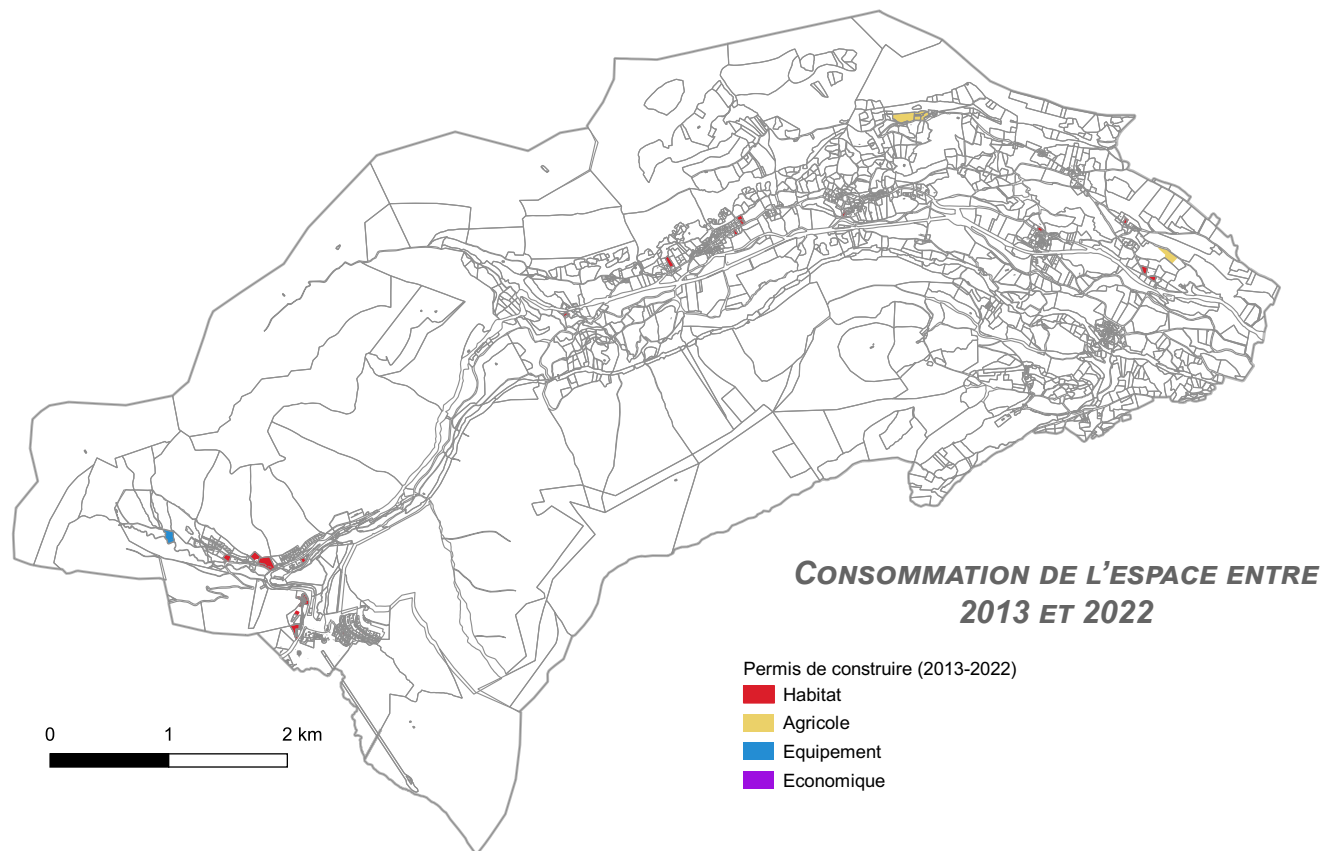 CONSOMMATION DE L'ESPACE ENTRE
2013 ET 2022
Permis de construire (2013-2022)
Habitat
Agricole
Equipement
Economique
0 1 2 km